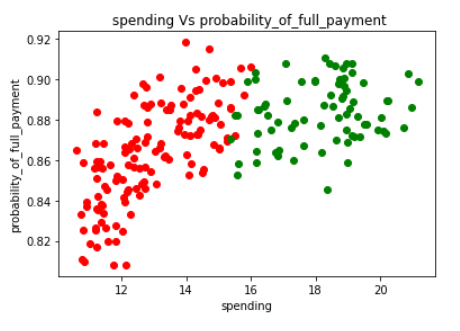 spending Vs probability_of_full_payment
probability_of_full_payment
0.92
0.90
0.88
0.86
0.84
0.82
12 14 16 18 20
spending